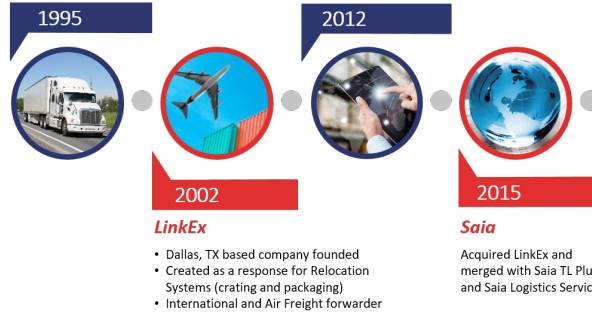 1995
2012
2002
2015
LinkEx
• Dallas, TX based company founded
• Created as a response for Relocation
Systems (crating and packaging)
• International and Air Freight forwarder
Saia
Acquired LinkEx and
merged with Saia TL Plu
and Saia Logistics Servic